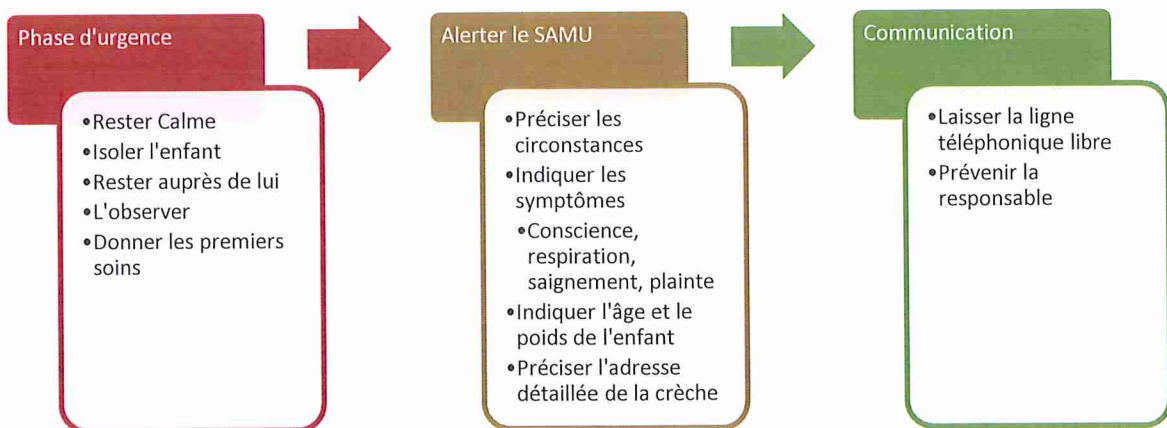 Phase d'urgence
•Rester Calme
•Isoler l'enfant
•Rester auprès de lui
•L'observer
•Donner les premiers
soins
Alerter le SAMU
•Préciser les
circonstances
•Indiquer les
symptômes
•Conscience,
respiration,
saignement, plainte
•Indiquer l'âge et le
poids de l'enfant
•Préciser l'adresse
détaillée de la crèche
Communication
•Laisser la ligne
téléphonique libre
•Prévenir la
responsable